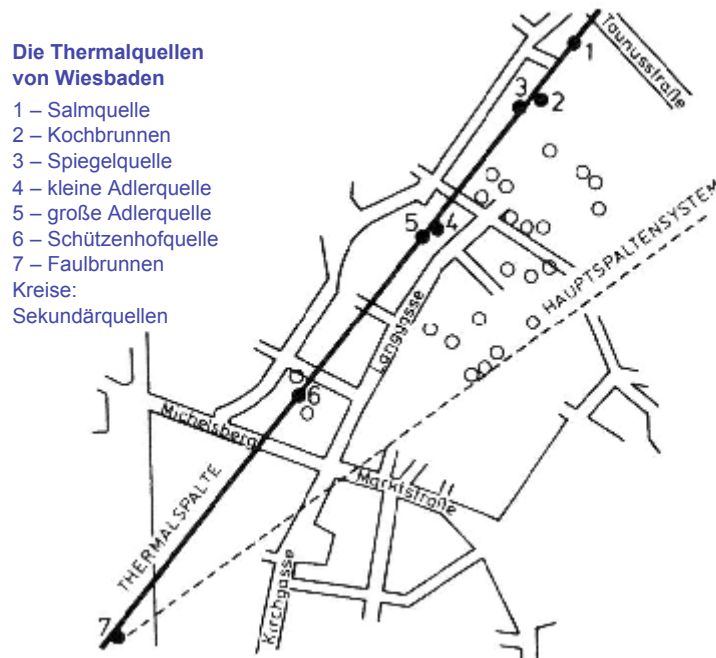 Die Thermalquellen
von Wiesbaden
1 – Salmquelle
2 – Kochbrunnen
3 – Spiegelquelle
4 – kleine Adlerquelle
5 – große Adlerquelle
6 – Schützenhofquelle
7 – Faulbrunnen
Kreise:
Sekundärquellen
Taunusstraße
1
3
2
5
4
HAUPTSPALTENSYSTEM
Langgasse
6
Michelsberg
Marktstraße
THERMALSPALTE
Kirchgasse
7